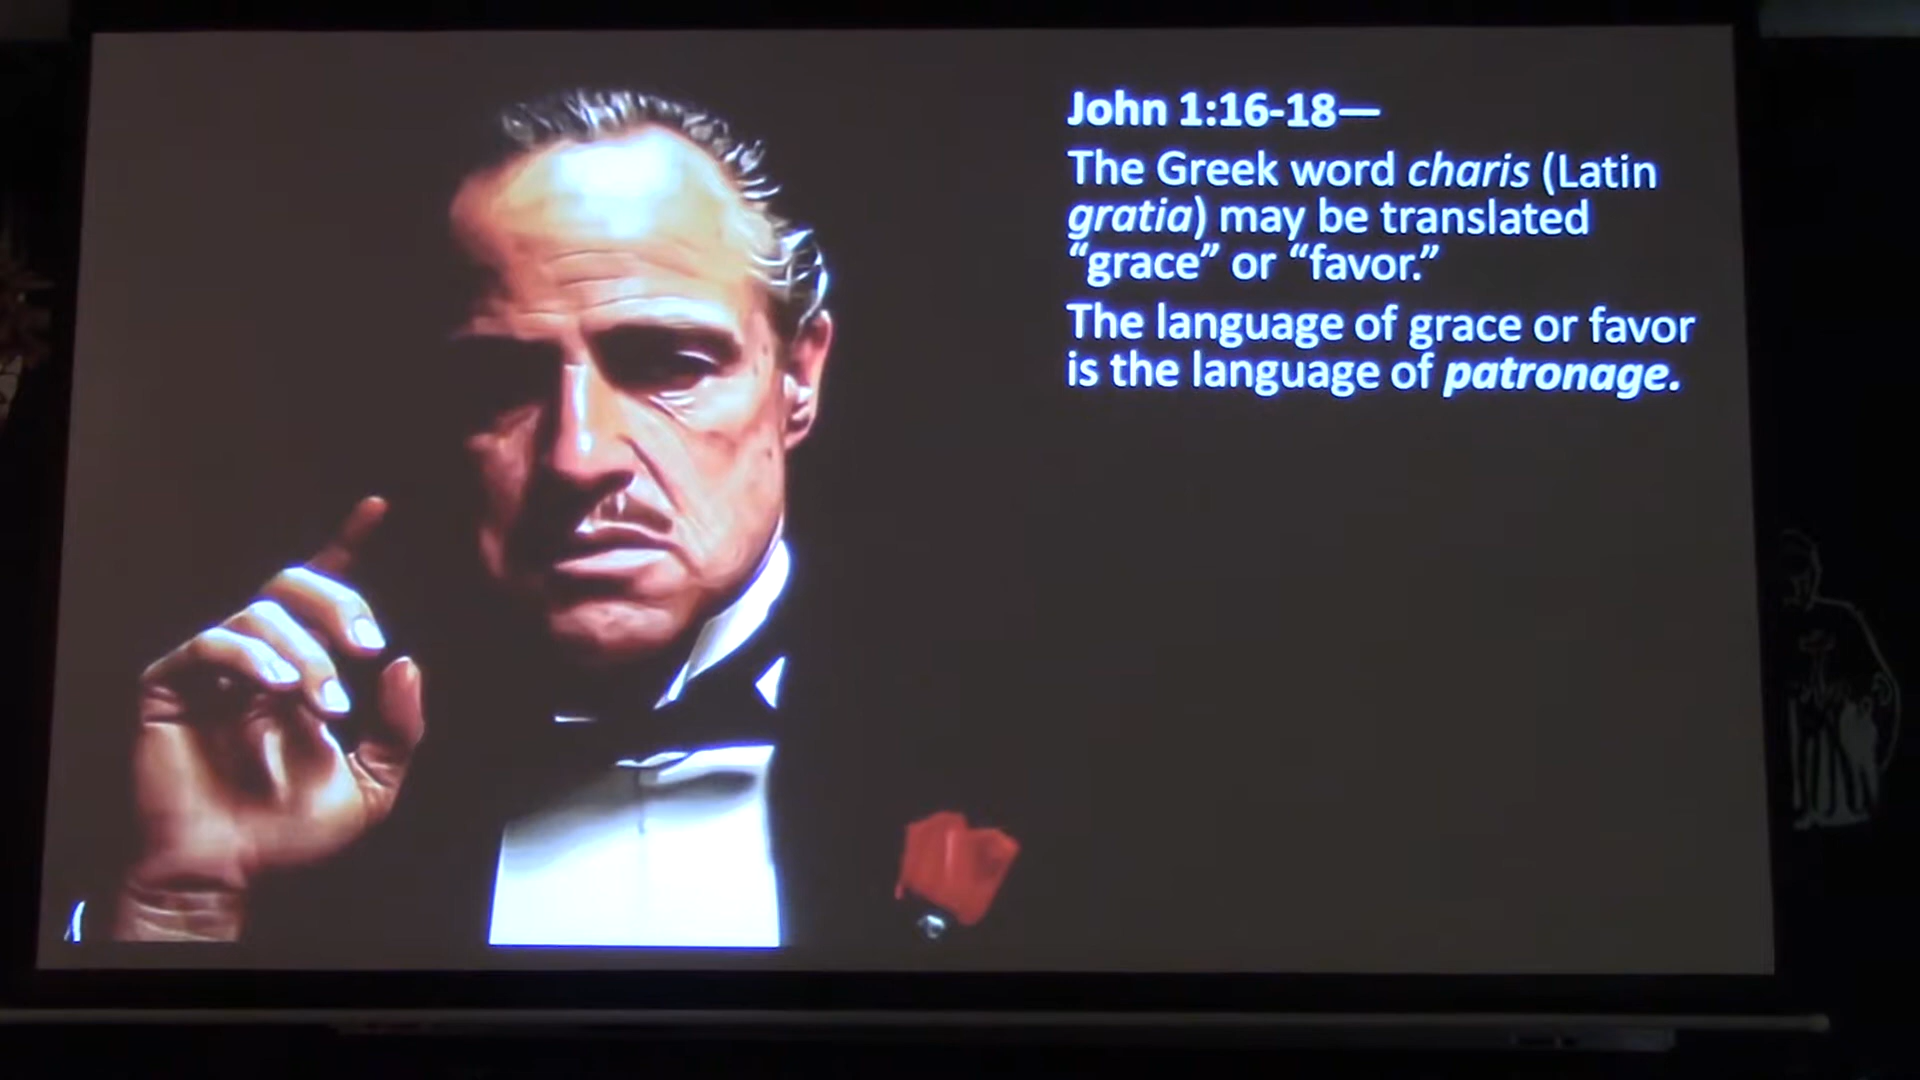 John 1:16-18—
The Greek word charis (Latin
gratia) may be translated
“grace” or “favor.”
The language of grace or favor
is the language of patronage.